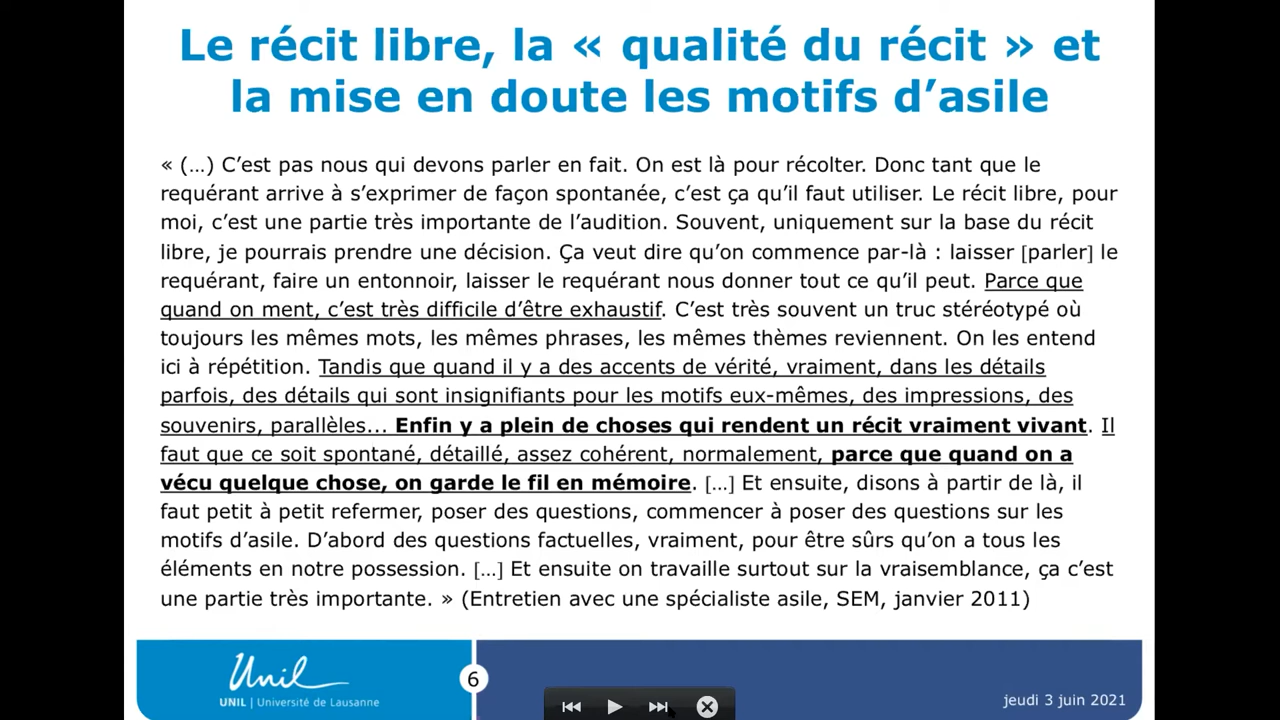 Le récit libre, la « qualité du récit » et
la mise en doute les motifs d’asile
« (…) C’est pas nous qui devons parler en fait. On est là pour récolter. Donc tant que le
requérant arrive à s’exprimer de façon spontanée, c’est ça qu’il faut utiliser. Le récit libre, pour
moi, c’est une partie très importante de l’audition. Souvent, uniquement sur la base du récit
libre, je pourrais prendre une décision. Ça veut dire qu’on commence par-là : laisser [parler] le
requérant, faire un entonnoir, laisser le requérant nous donner tout ce qu’il peut. Parce que
quand on ment, c’est très difficile d’être exhaustif. C’est très souvent un truc stéréotypé où
toujours les mêmes mots, les mêmes phrases, les mêmes thèmes reviennent. On les entend
ici à répétition. Tandis que quand il y a des accents de vérité, vraiment, dans les détails
parfois, des détails qui sont insignifiants pour les motifs eux-mêmes, des impressions, des
souvenirs, parallèles… Enfin y a plein de choses qui rendent un récit vraiment vivant. Il
faut que ce soit spontané, détaillé, assez cohérent, normalement, parce que quand on a
vécu quelque chose, on garde le fil en mémoire. […] Et ensuite, disons à partir de là, il
faut petit à petit refermer, poser des questions, commencer à poser des questions sur les
motifs d’asile. D’abord des questions factuelles, vraiment, pour être sûrs qu’on a tous les
éléments en notre possession. […] Et ensuite on travaille surtout sur la vraisemblance, ça c’est
une partie très importante. » (Entretien avec une spécialiste asile, SEM, janvier 2011)
Unil
UNIL | Université de Lausanne
6
jeudi 3 juin 2021